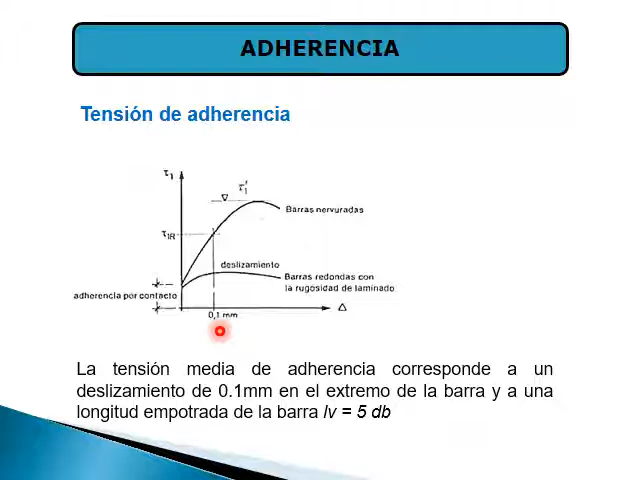 ADHERENCIA
Tensión de adherencia
τ1
τ1'
Barras nervuradas
τ1R
deslizamiento
Barras redondas con
la rugosidad de laminado
adherencia por contacto
Δ
0,1 mm
La tensión media de adherencia corresponde a un
deslizamiento de 0.1mm en el extremo de la barra y a una
longitud empotrada de la barra lv = 5 db